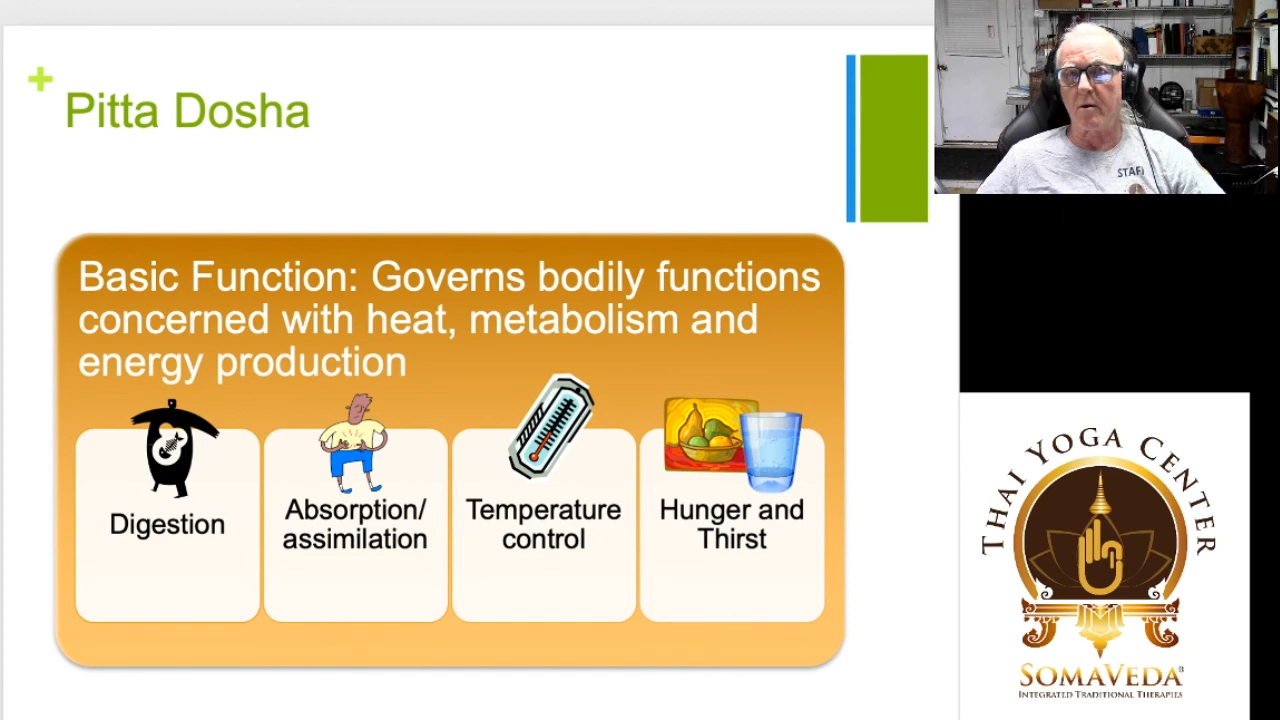 Pitta Dosha
Basic Function: Governs bodily functions
concerned with heat, metabolism and
energy production
Digestion
Absorption/
assimilation
Temperature
control
Hunger and
Thirst
STAFF
THAI YOGA CENTER
SOMAVEDA®
INTEGRATED TRADITIONAL THERAPIES